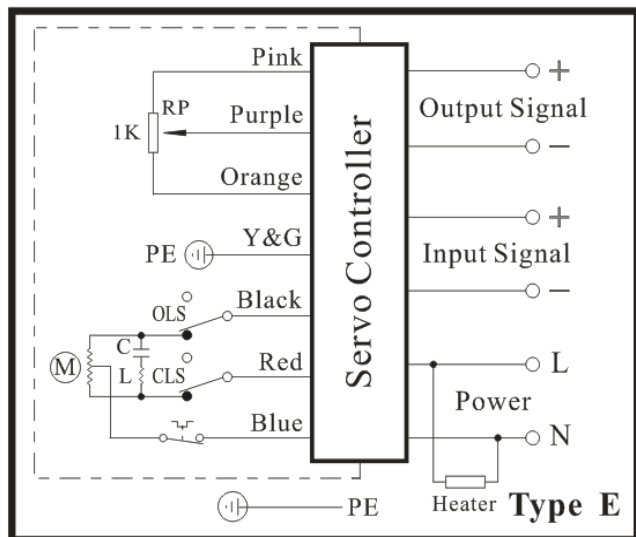 Pink
RP
1K
Purple
Orange
PE
Y&G
OLS
Black
C
M
L
CLS
Red
Blue
PE
Servo Controller
+
Output Signal
−
+
Input Signal
−
L
Power
N
Heater
Type E